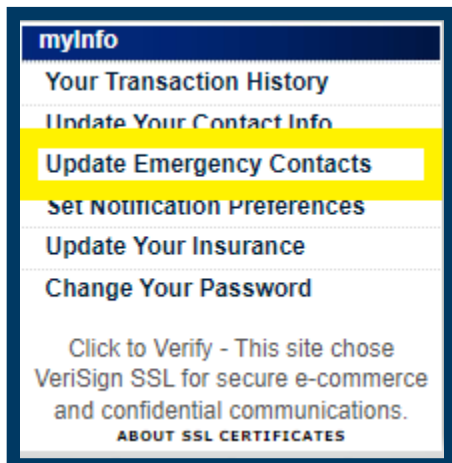 myInfo
Your Transaction History
Update Your Contact Info
Update Emergency Contacts
Set Notification Preferences
Update Your Insurance
Change Your Password
Click to Verify - This site chose
VeriSign SSL for secure e-commerce
and confidential communications.
ABOUT SSL CERTIFICATES